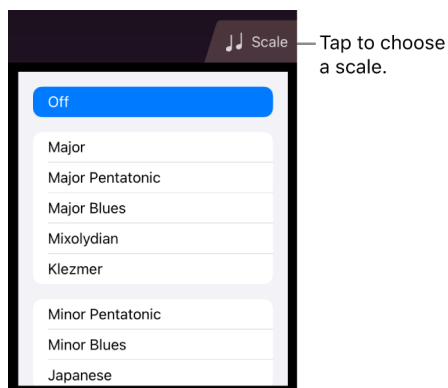 Scale
Tap to choose
a scale.
Off
Major
Major Pentatonic
Major Blues
Mixolydian
Klezmer
Minor Pentatonic
Minor Blues
Japanese